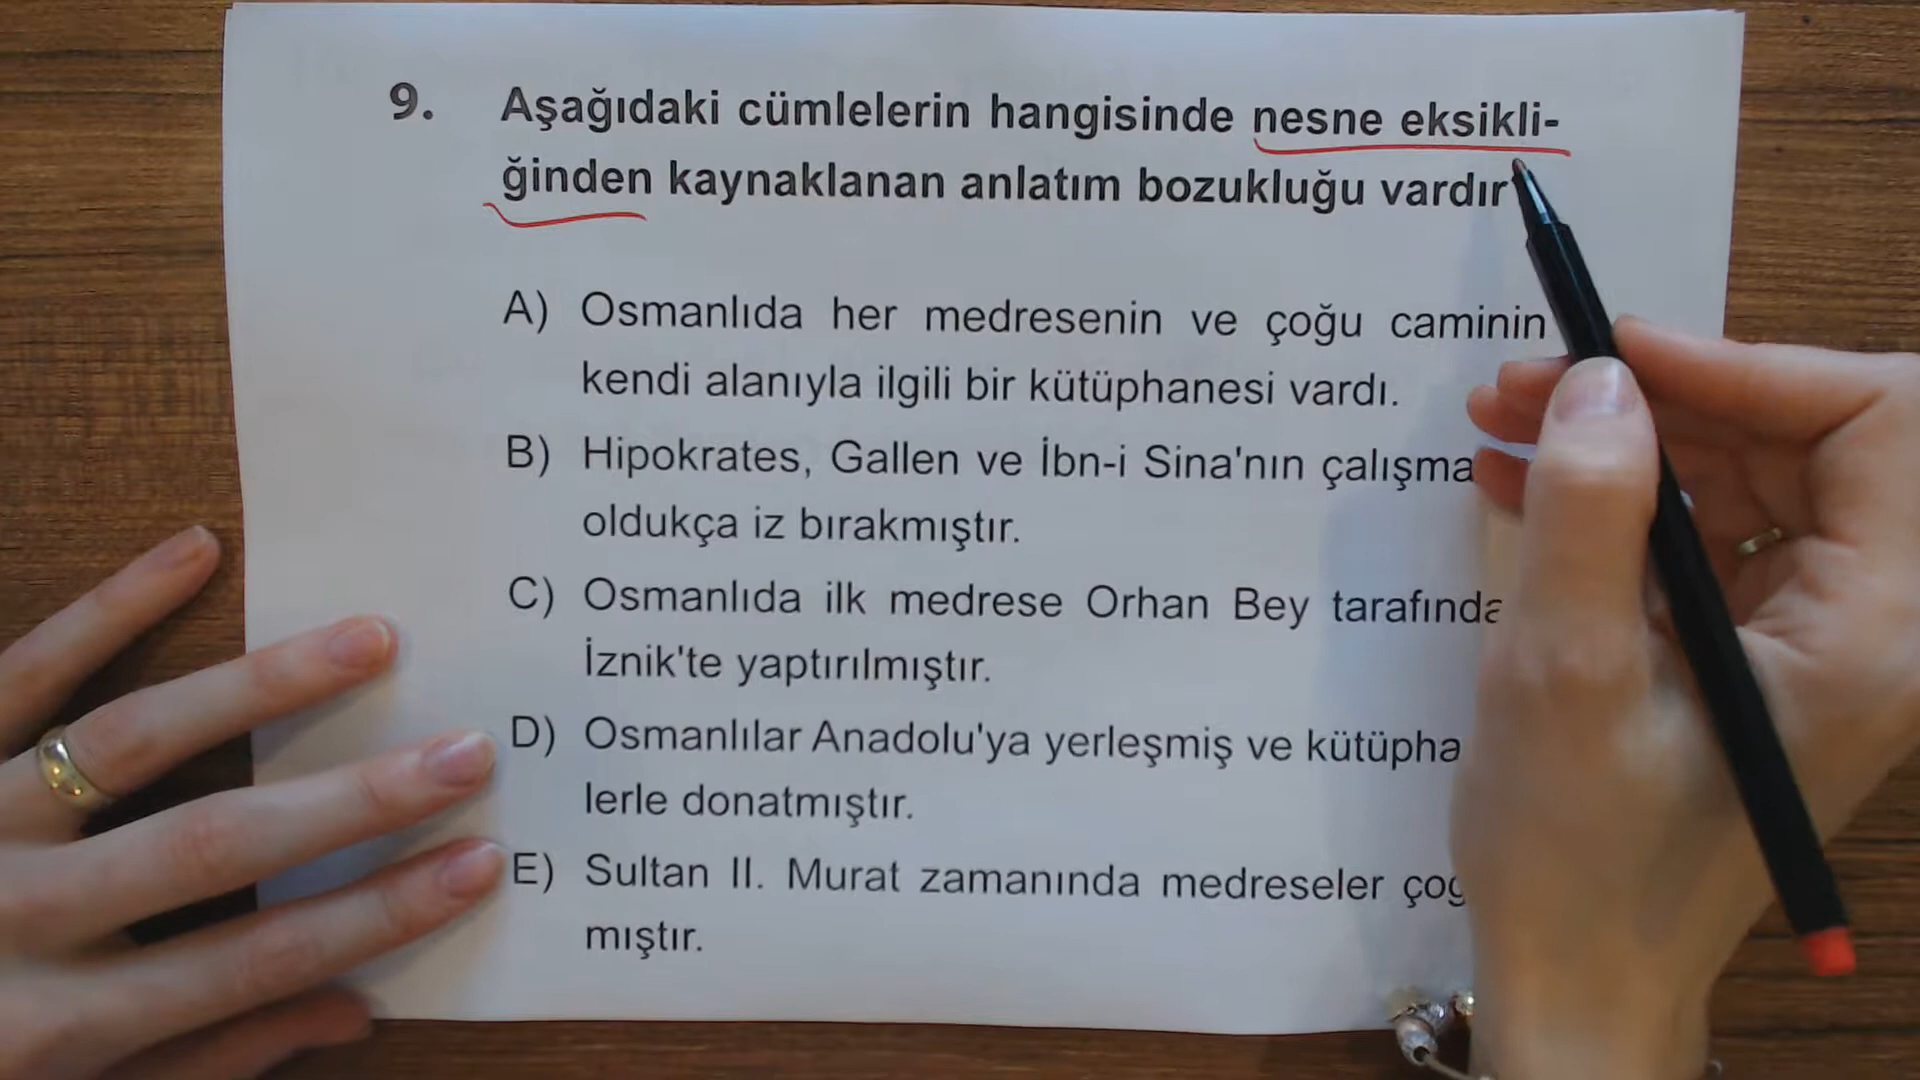 9. Aşağıdaki cümlelerin hangisinde nesne eksikli-
ğinden kaynaklanan anlatım bozukluğu vardır
A) Osmanlıda her medresenin ve çoğu caminin
kendi alanıyla ilgili bir kütüphanesi vardı.
B) Hipokrates, Gallen ve İbn-i Sina'nın
oldukça iz bırakmıştır.
C) Osmanlıda ilk medrese Orhan Bey
İznik'te yaptırılmıştır.
D) Osmanlılar Anadolu'ya yerleşmiş ve
lerle donatmıştır.
E) Sultan II. Murat zamanında medreseler
mıştır.